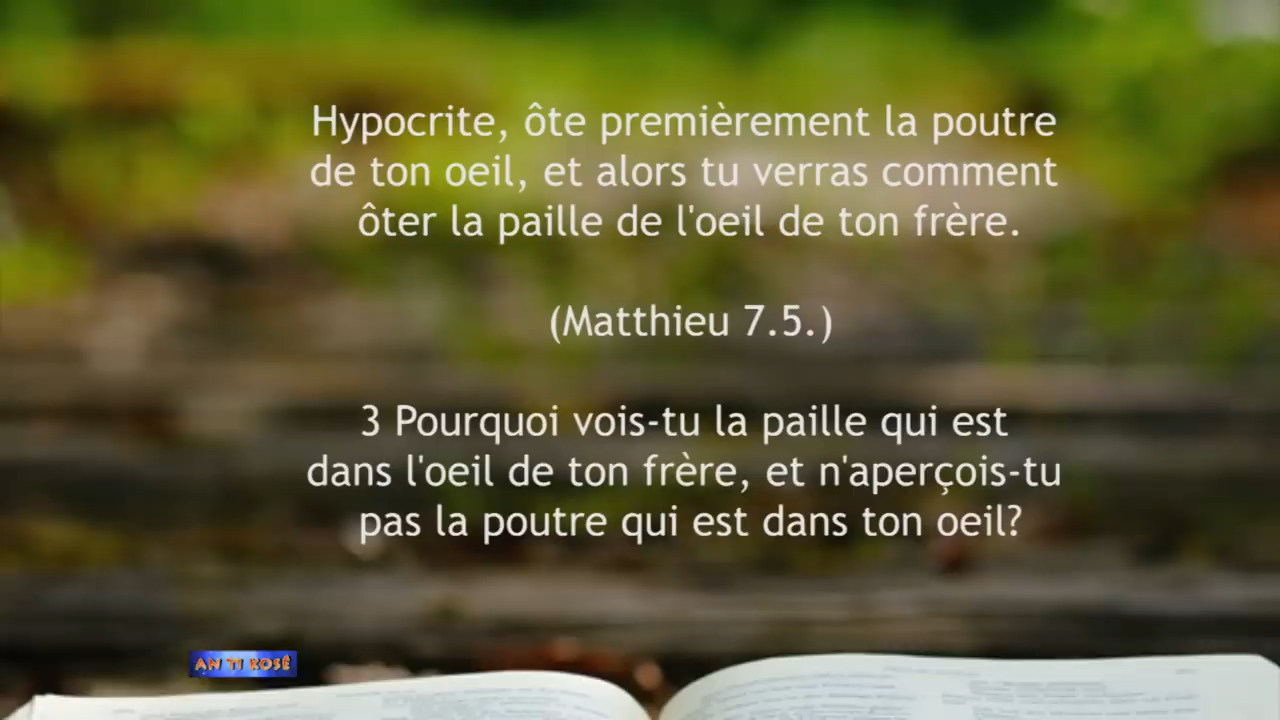 Hypocrite, ôte premièrement la poutre
de ton oeil, et alors tu verras comment
ôter la paille de l'oeil de ton frère.
(Matthieu 7.5.)
3 Pourquoi vois-tu la paille qui est
dans l'oeil de ton frère, et n'aperçois-tu
pas la poutre qui est dans ton oeil?
AN TI KOSÉ